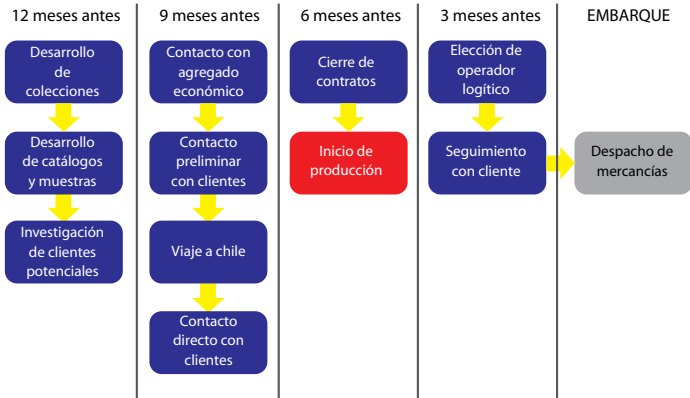 12 meses antes
Desarrollo
de
colecciones
Desarrollo
de catálogos
y muestras
Investigación
de clientes
potenciales
9 meses antes
Contacto con
agregado
económico
Contacto
preliminar
con clientes
Viaje a chile
Contacto
directo con
clientes
6 meses antes
Cierre de
contratos
Inicio de
producción
3 meses antes
Elección de
operador
logítico
Seguimiento
con cliente
EMBARQUE
Despacho de
mercancías